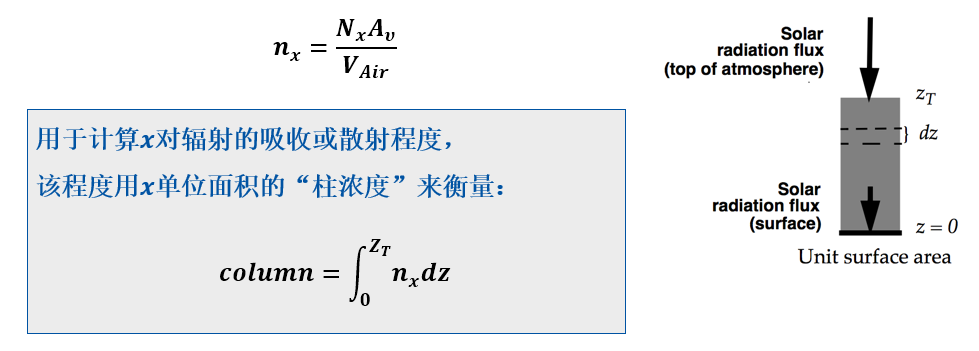 n_x = \frac{N_x A_v}{V_{Air}}
用于计算x对辐射的吸收或散射程度，
该程度用x单位面积的“柱浓度”来衡量：
column = \int_0^{Z_T} n_x dz
Solar
radiation flux
(top of atmosphere)
z_T
dz
Solar
radiation flux
(surface)
z = 0
Unit surface area